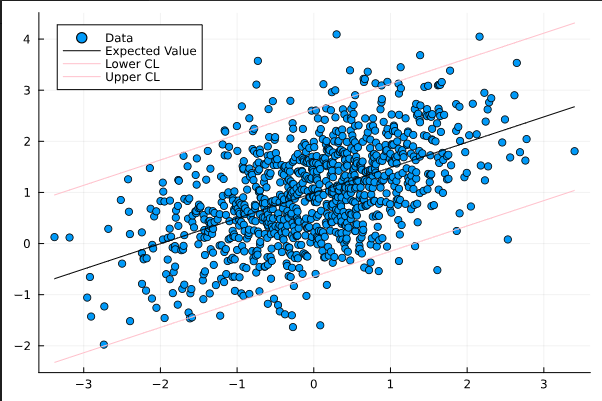 Data
Expected Value
Lower CL
Upper CL
4
3
2
1
0
−1
−2
−3 −2 −1 0 1 2 3